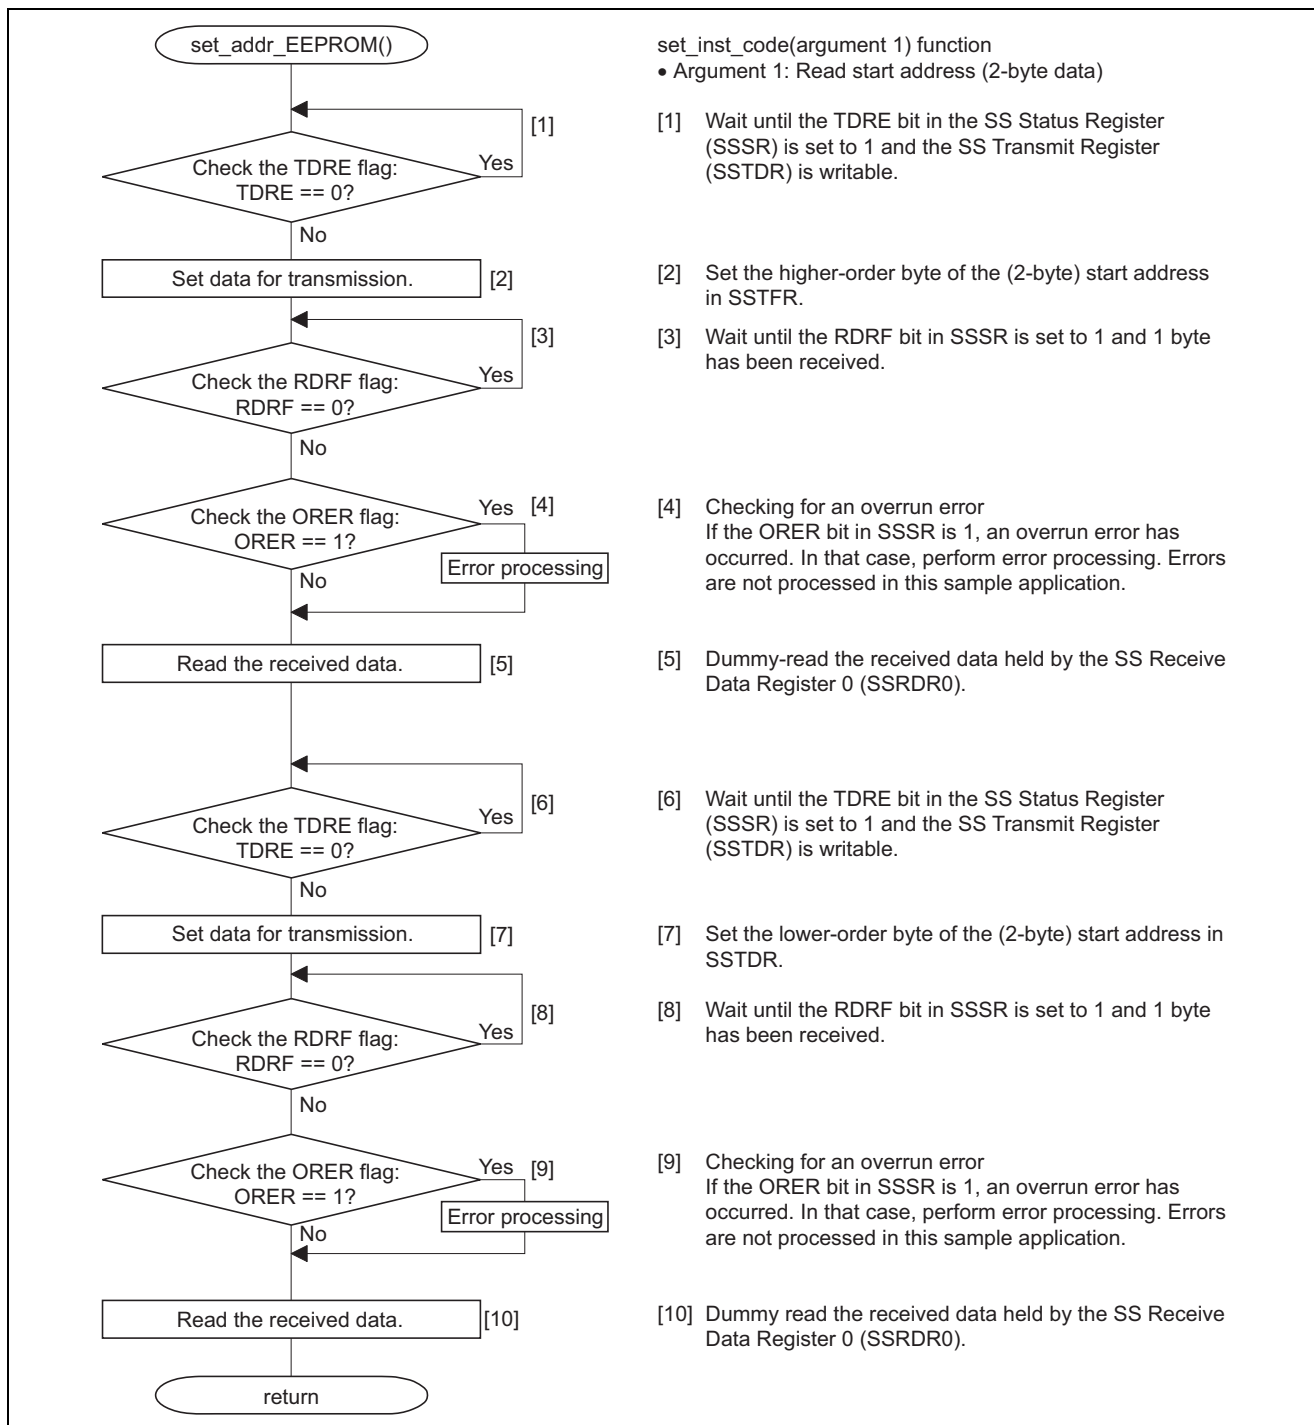 set_addr_EEPROM()
set_inst_code(argument 1) function
• Argument 1: Read start address (2-byte data)
[1]
Check the TDRE flag:
TDRE == 0?
Yes
No
[1] Wait until the TDRE bit in the SS Status Register
(SSSR) is set to 1 and the SS Transmit Register
(SSTDR) is writable.
Set data for transmission.
[2]
[2] Set the higher-order byte of the (2-byte) start address
in SSTFR.
[3]
Check the RDRF flag:
RDRF == 0?
Yes
No
[3] Wait until the RDRF bit in SSSR is set to 1 and 1 byte
has been received.
Check the ORER flag:
ORER == 1?
Yes
[4]
Error processing
No
[4] Checking for an overrun error
If the ORER bit in SSSR is 1, an overrun error has
occurred. In that case, perform error processing. Errors
are not processed in this sample application.
Read the received data.
[5]
[5] Dummy-read the received data held by the SS Receive
Data Register 0 (SSRDR0).
[6]
Check the TDRE flag:
TDRE == 0?
Yes
No
[6] Wait until the TDRE bit in the SS Status Register
(SSSR) is set to 1 and the SS Transmit Register
(SSTDR) is writable.
Set data for transmission.
[7]
[7] Set the lower-order byte of the (2-byte) start address in
SSTDR.
[8]
Check the RDRF flag:
RDRF == 0?
Yes
No
[8] Wait until the RDRF bit in SSSR is set to 1 and 1 byte
has been received.
Check the ORER flag:
ORER == 1?
Yes
[9]
Error processing
No
[9] Checking for an overrun error
If the ORER bit in SSSR is 1, an overrun error has
occurred. In that case, perform error processing. Errors
are not processed in this sample application.
Read the received data.
[10]
[10] Dummy read the received data held by the SS Receive
Data Register 0 (SSRDR0).
return